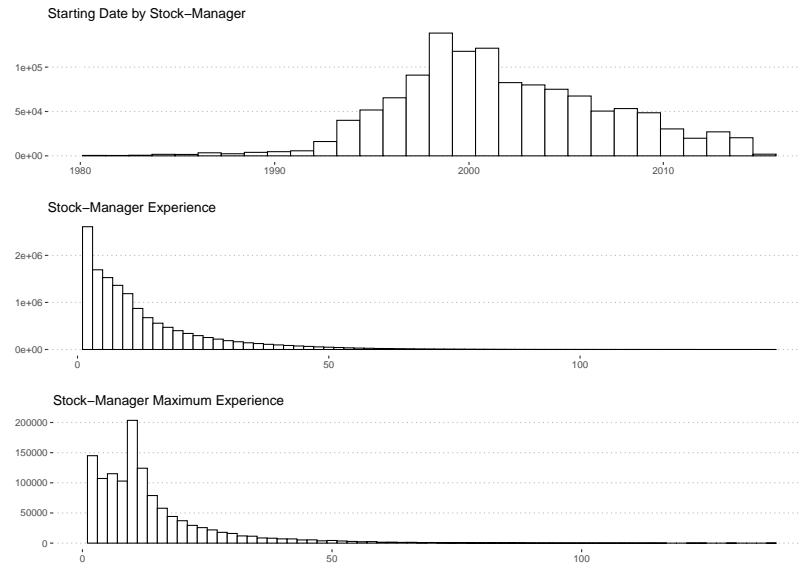 Starting Date by Stock−Manager
1e+05
5e+04
0e+00
1980 1990 2000 2010
Stock−Manager Experience
2e+06
1e+06
0e+00
0 50 100
Stock−Manager Maximum Experience
200000
150000
100000
50000
0
0 50 100